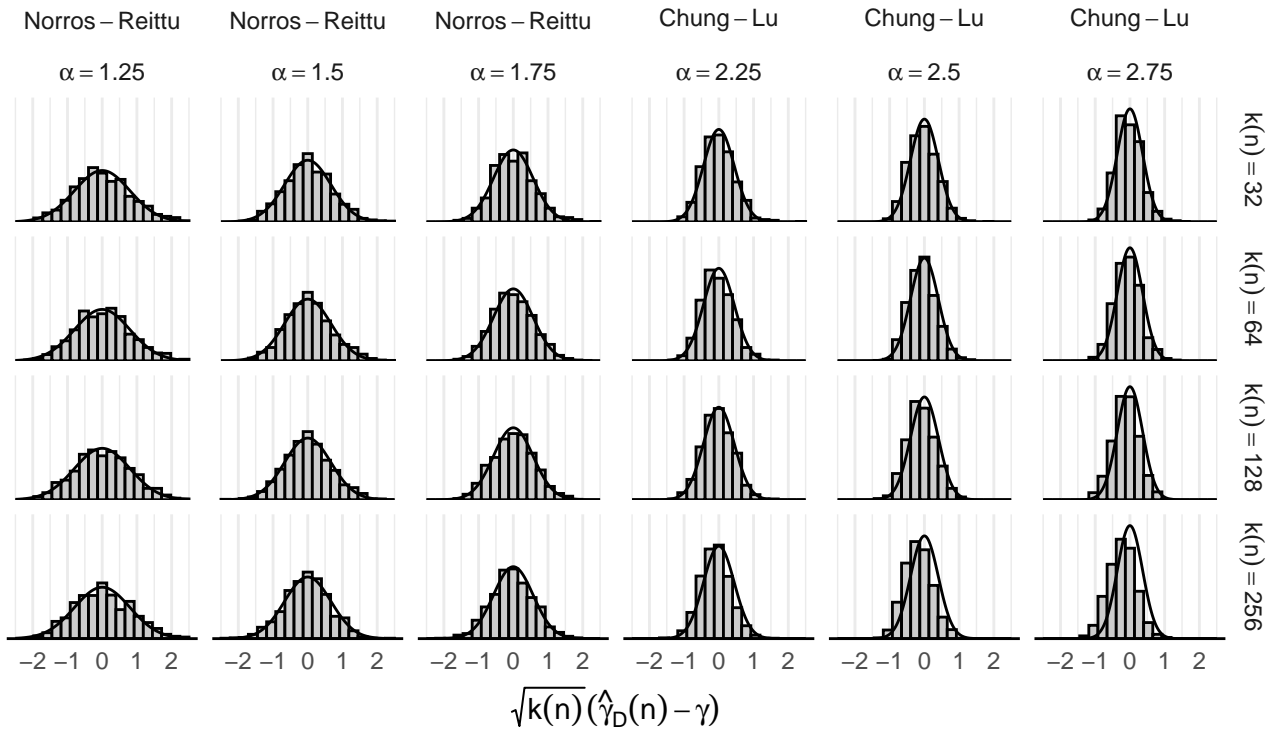 Norros – Reittu Norros – Reittu Norros – Reittu Chung – Lu Chung – Lu Chung – Lu
α = 1.25 α = 1.5 α = 1.75 α = 2.25 α = 2.5 α = 2.75
k(n) = 32
k(n) = 64
k(n) = 128
k(n) = 256
−2 −1 0 1 2 −2 −1 0 1 2 −2 −1 0 1 2 −2 −1 0 1 2 −2 −1 0 1 2 −2 −1 0 1 2
√k(n) (γ̂_D(n) − γ)